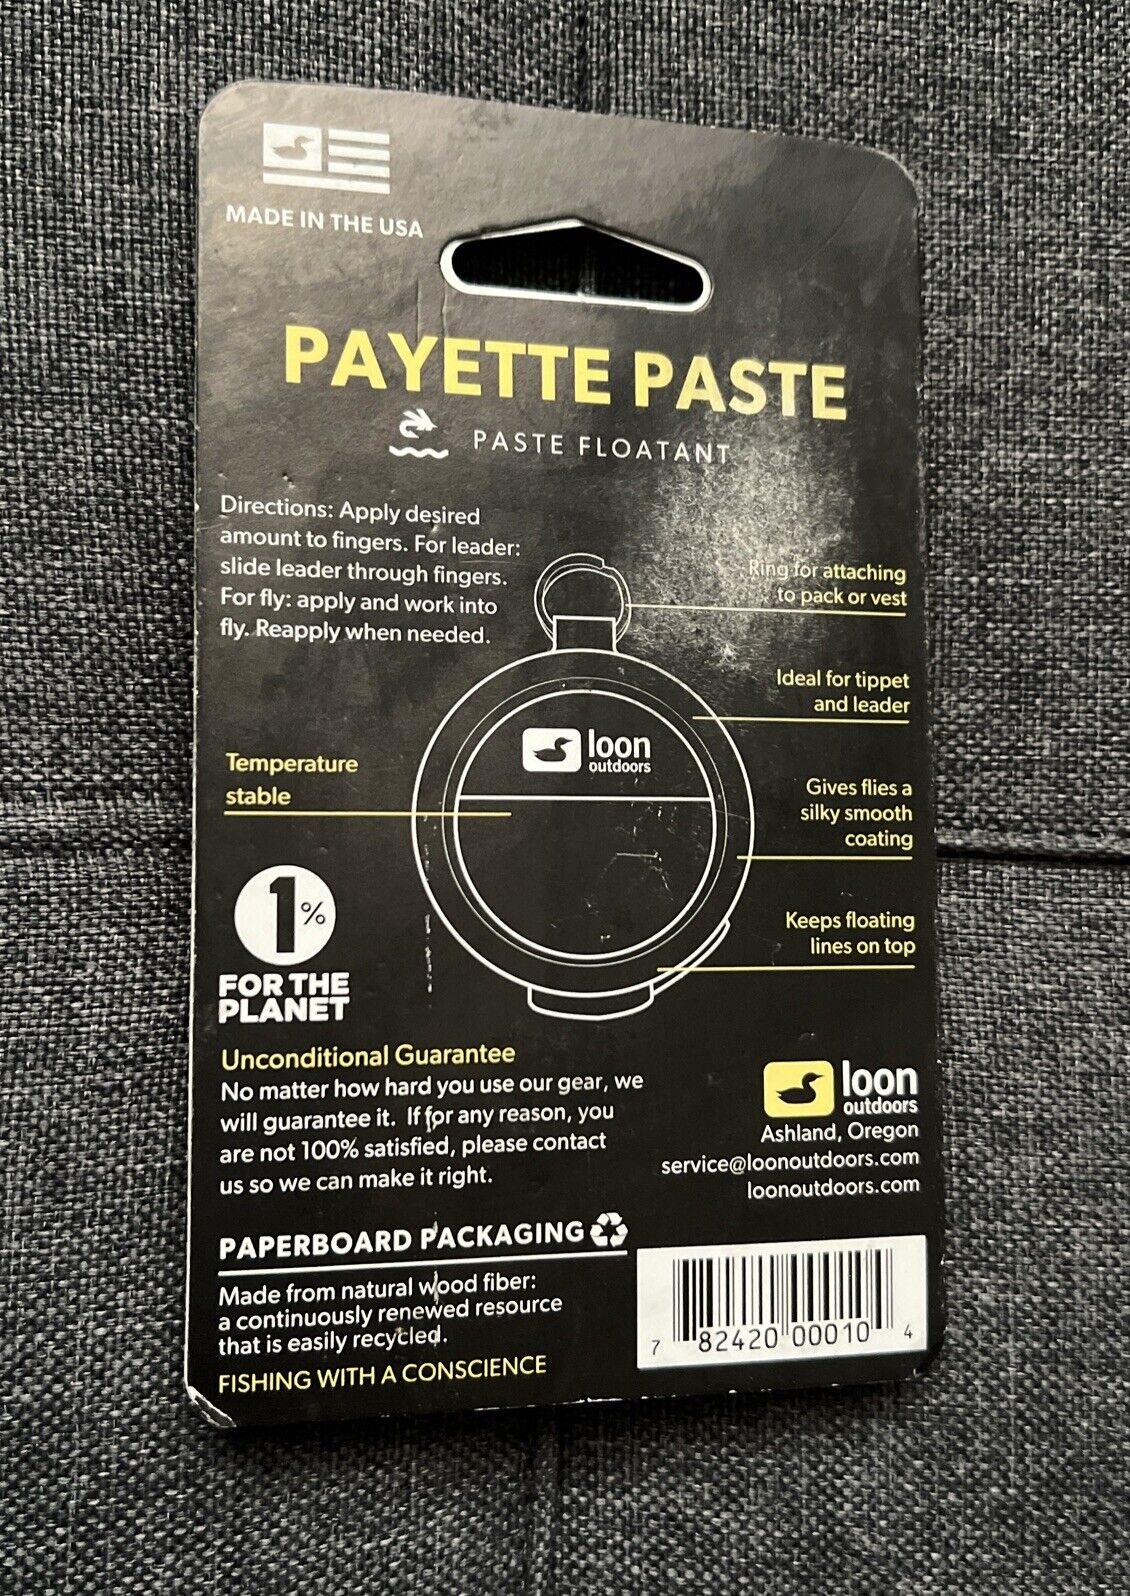 MADE IN THE USA
PAYETTE PASTE
PASTE FLOATANT
Directions: Apply desired
amount to fingers. For leader:
slide leader through fingers.
For fly: apply and work into
fly. Reapply when needed.
Ring for attaching
to pack or vest
Ideal for tippet
and leader
loon
outdoors
Temperature
stable
Gives flies a
silky smooth
coating
Keeps floating
lines on top
1%
FOR THE
PLANET
Unconditional Guarantee
No matter how hard you use our gear, we
will guarantee it. If for any reason, you
are not 100% satisfied, please contact
us so we can make it right.
loon
outdoors
Ashland, Oregon
service@loonoutdoors.com
loonoutdoors.com
PAPERBOARD PACKAGING
Made from natural wood fiber:
a continuously renewed resource
that is easily recycled.
FISHING WITH A CONSCIENCE
7 82420 00010 4